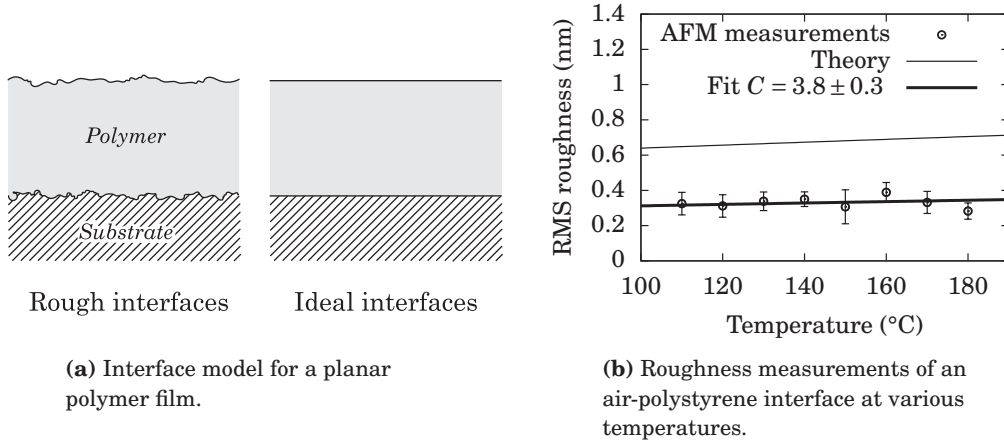 Polymer
Substrate
Rough interfaces
Ideal interfaces
(a) Interface model for a planar
polymer film.
1.4
1.2
1
0.8
0.6
0.4
0.2
0
RMS roughness (nm)
AFM measurements
Theory
Fit C = 3.8 ± 0.3
100 120 140 160 180
Temperature (°C)
(b) Roughness measurements of an
air-polystyrene interface at various
temperatures.